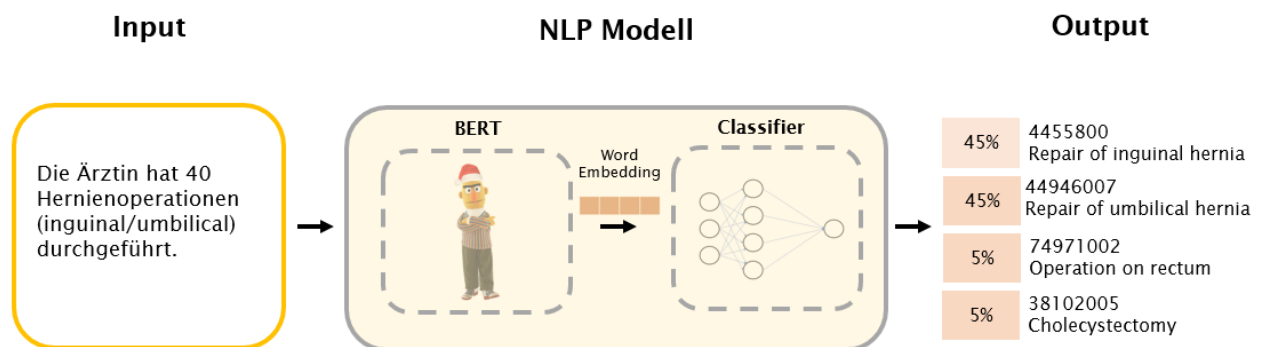 Input
NLP Modell
Output
Die Ärztin hat 40
Hernienoperationen
(inguinal/umbilical)
durchgeführt.
BERT
Word
Embedding
Classifier
45%
4455800
Repair of inguinal hernia
45%
44946007
Repair of umbilical hernia
5%
74971002
Operation on rectum
5%
38102005
Cholecystectomy